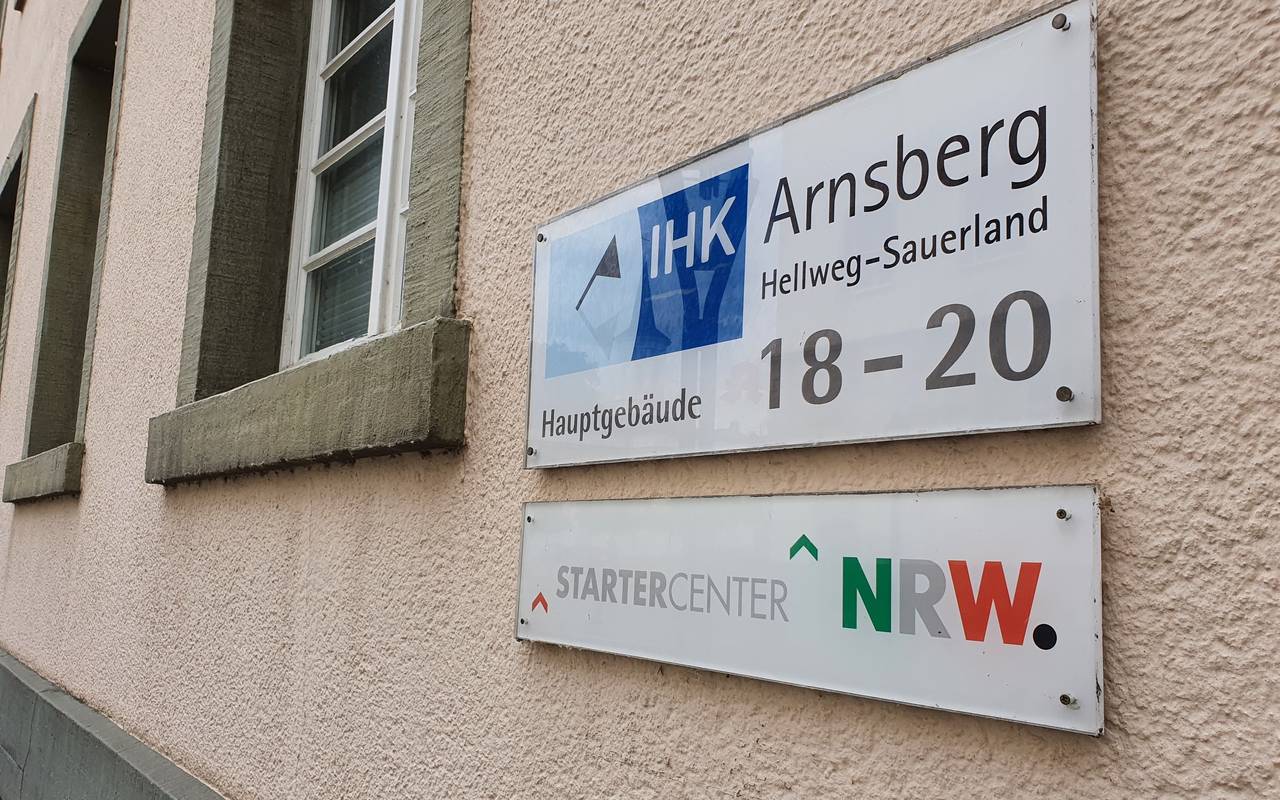 IHK Arnsberg
Hellweg-Sauerland
18-20
Hauptgebäude
STARTERCENTER NRW.